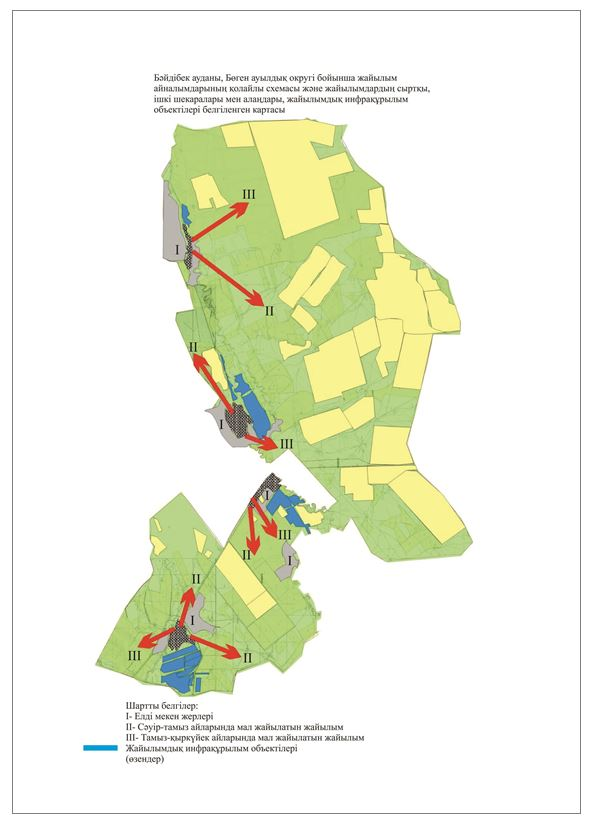 Бәйдібек ауданы, Бөген ауылдық округі бойынша жайылым
айналымдарының қолайлы схемасы және жайылымдардың сыртқы,
ішкі шекаралары мен алаңдары, жайылымдық инфрақұрылым
объектілері белгіленген картасы
III
I
II
II
I
III
I
III
II
I
II
I
III
II
Шартты белгілер:
I- Елді мекен жерлері
II- Сәуір-тамыз айларында мал жайылатын жайылым
III- Тамыз-қыркүйек айларында мал жайылатын жайылым
Жайылымдық инфрақұрылым объектілері
(өзендер)